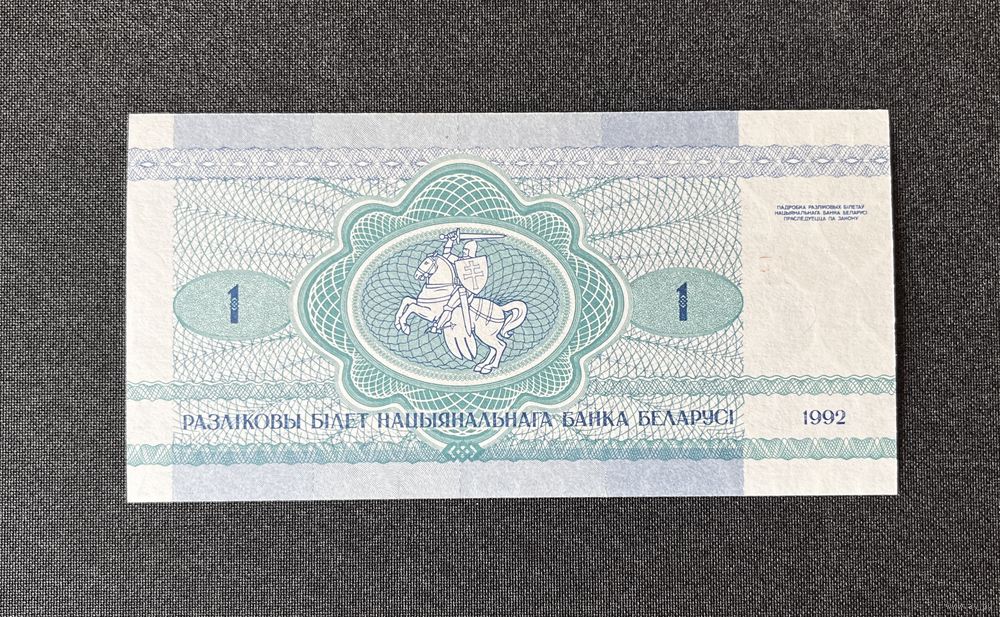 ПАДРОБКА РАЗЛІКОВЫХ БІЛЕТАЎ
НАЦЫЯНАЛЬНАГА БАНКА БЕЛАРУСІ
ПРАСЛЕДУЕЦЦА ПА ЗАКОНУ
1 1
РАЗЛІКОВЫ БІЛЕТ НАЦЫЯНАЛЬНАГА БАНКА БЕЛАРУСІ 1992